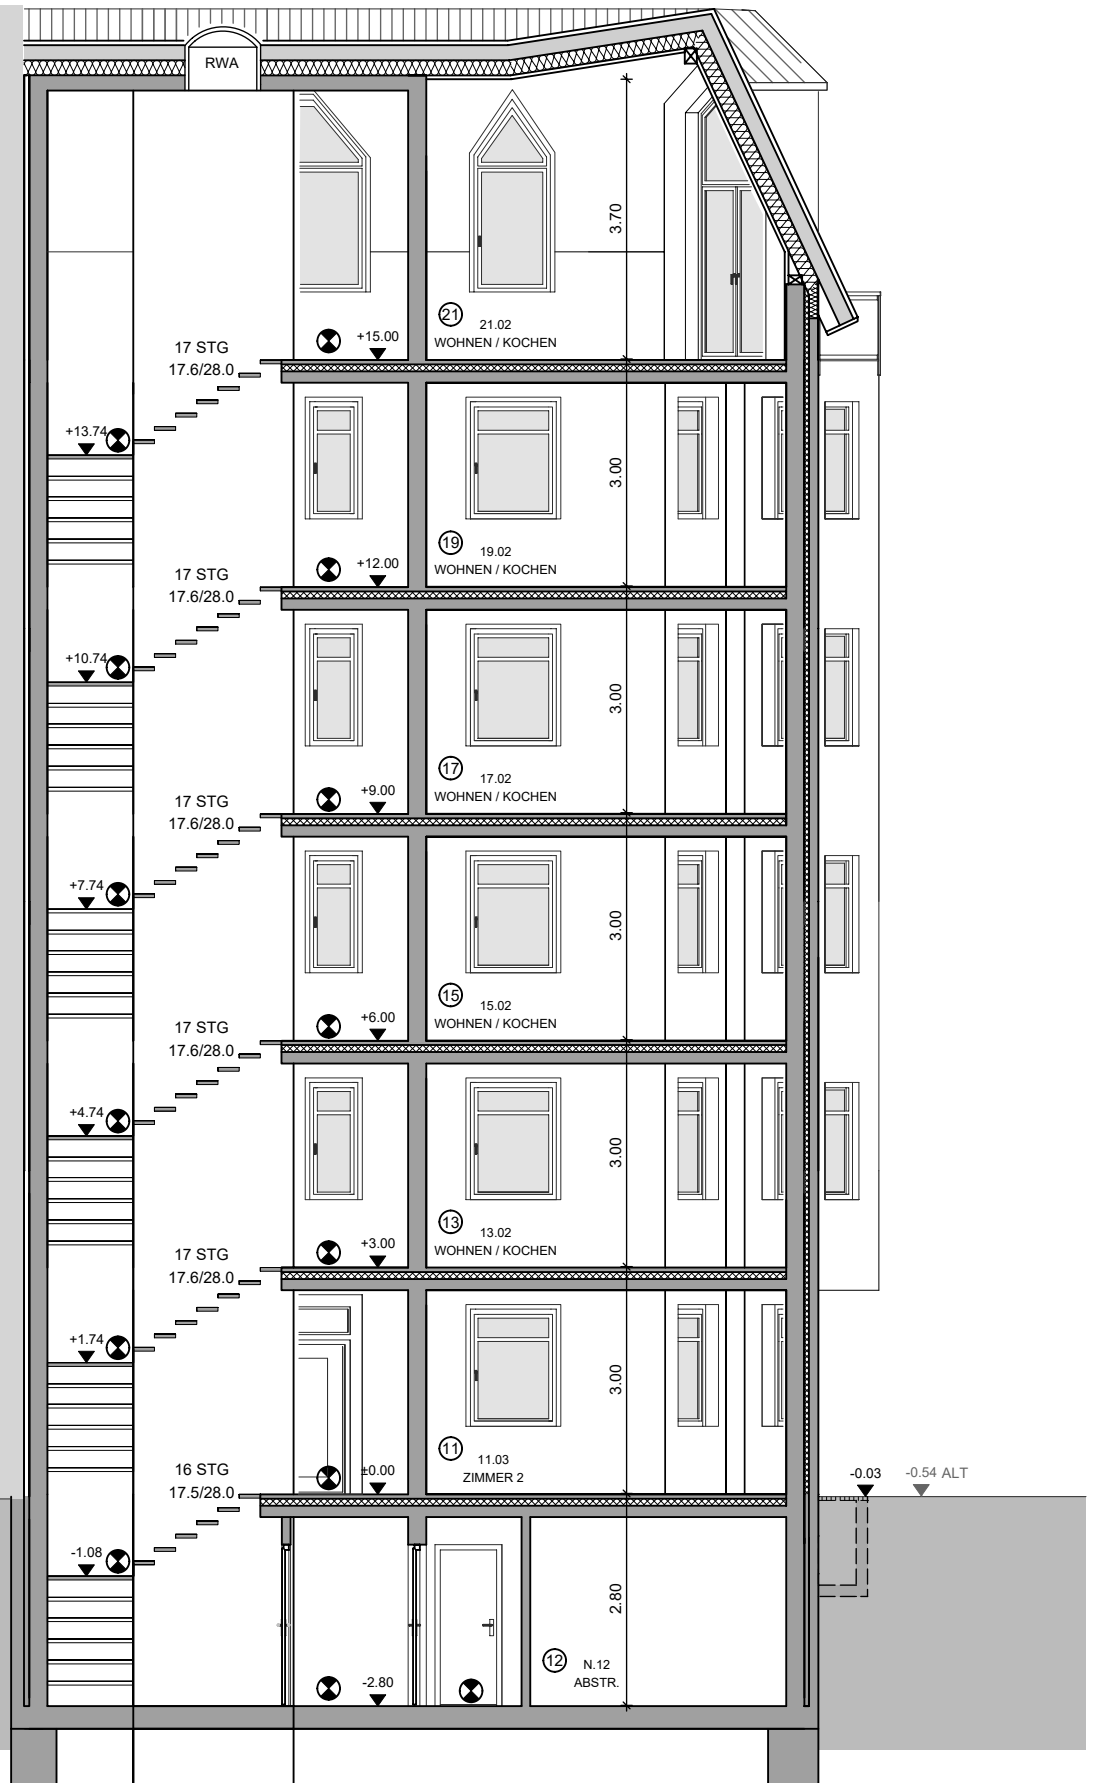 RWA
3.70
21
21.02
WOHNEN / KOCHEN
+15.00
17 STG
17.6/28.0
+13.74
3.00
19
19.02
WOHNEN / KOCHEN
+12.00
17 STG
17.6/28.0
+10.74
3.00
17
17.02
WOHNEN / KOCHEN
+9.00
17 STG
17.6/28.0
+7.74
3.00
15
15.02
WOHNEN / KOCHEN
+6.00
17 STG
17.6/28.0
+4.74
3.00
13
13.02
WOHNEN / KOCHEN
+3.00
17 STG
17.6/28.0
+1.74
3.00
11
11.03
ZIMMER 2
±0.00
16 STG
17.5/28.0
-0.03
-0.54 ALT
-1.08
2.80
12
N.12
ABSTR.
-2.80